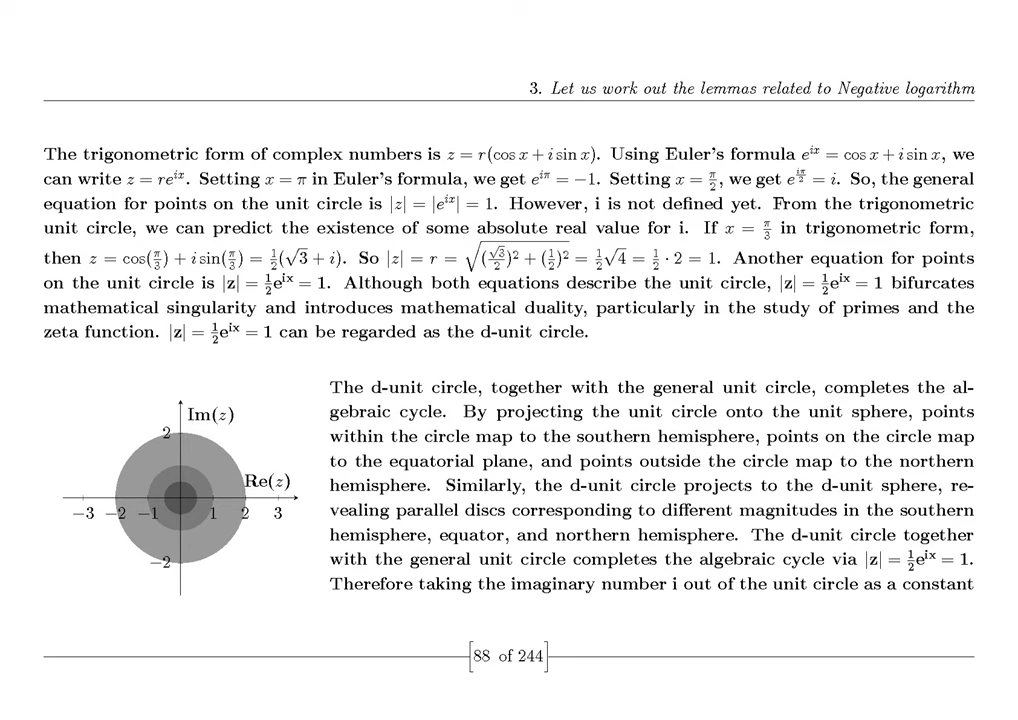 3. Let us work out the lemmas related to Negative logarithm
The trigonometric form of complex numbers is z = r(cos x + i sin x). Using Euler's formula e^{ix} = cos x + i sin x, we
can write z = re^{ix}. Setting x = π in Euler's formula, we get e^{iπ} = −1. Setting x = π/2, we get e^{iπ/2} = i. So, the general
equation for points on the unit circle is |z| = |e^{ix}| = 1. However, i is not defined yet. From the trigonometric
unit circle, we can predict the existence of some absolute real value for i. If x = π/3 in trigonometric form,
then z = cos(π/3) + i sin(π/3) = 1/2(√3 + i). So |z| = r = √((√3/2)² + (1/2)²) = 1/2√4 = 1/2 · 2 = 1. Another equation for points
on the unit circle is |z| = 1/2 e^{ix} = 1. Although both equations describe the unit circle, |z| = 1/2 e^{ix} = 1 bifurcates
mathematical singularity and introduces mathematical duality, particularly in the study of primes and the
zeta function. |z| = 1/2 e^{ix} = 1 can be regarded as the d-unit circle.
Im(z)
2
Re(z)
−3 −2 −1 1 2 3
−2
The d-unit circle, together with the general unit circle, completes the al-
gebraic cycle. By projecting the unit circle onto the unit sphere, points
within the circle map to the southern hemisphere, points on the circle map
to the equatorial plane, and points outside the circle map to the northern
hemisphere. Similarly, the d-unit circle projects to the d-unit sphere, re-
vealing parallel discs corresponding to different magnitudes in the southern
hemisphere, equator, and northern hemisphere. The d-unit circle together
with the general unit circle completes the algebraic cycle via |z| = 1/2 e^{ix} = 1.
Therefore taking the imaginary number i out of the unit circle as a constant
88 of 244